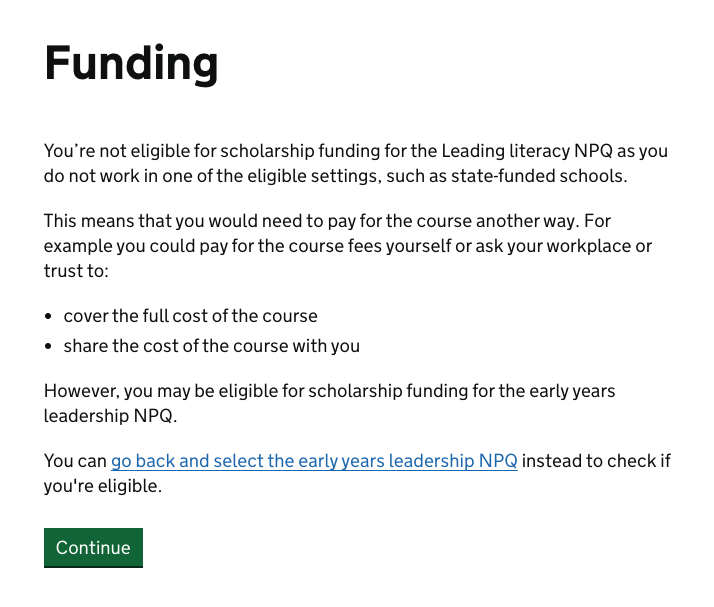 Funding
You’re not eligible for scholarship funding for the Leading literacy NPQ as you
do not work in one of the eligible settings, such as state-funded schools.
This means that you would need to pay for the course another way. For
example you could pay for the course fees yourself or ask your workplace or
trust to:
• cover the full cost of the course
• share the cost of the course with you
However, you may be eligible for scholarship funding for the early years
leadership NPQ.
You can go back and select the early years leadership NPQ instead to check if
you're eligible.
Continue